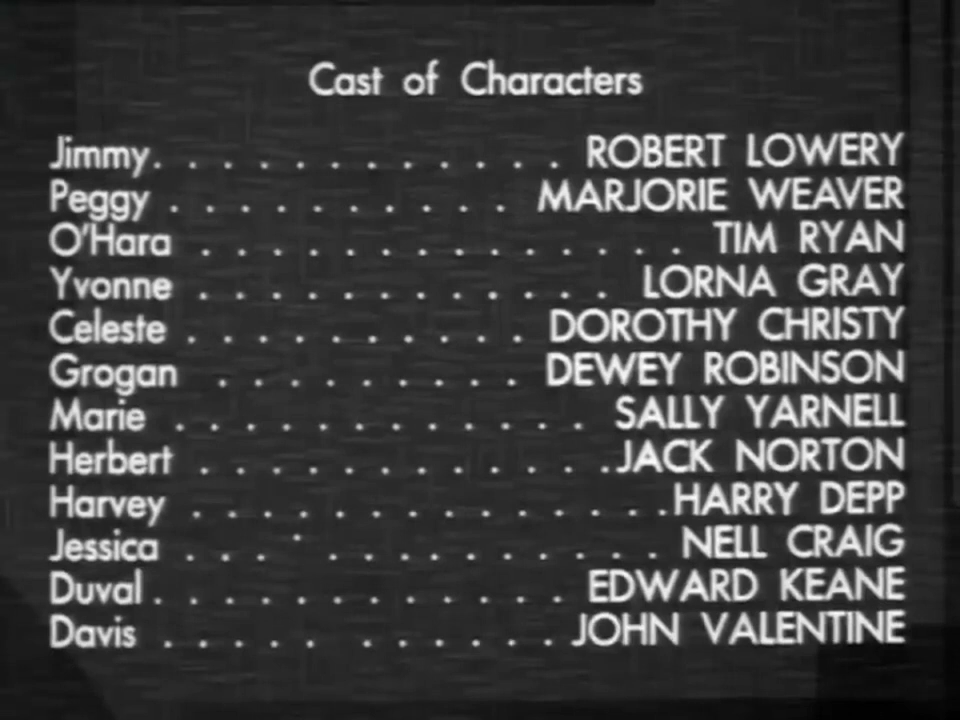 Cast of Characters
Jimmy. . . . . . . . . . . . ROBERT LOWERY
Peggy . . . . . . . . . . MARJORIE WEAVER
O'Hara . . . . . . . . . . . . . . TIM RYAN
Yvonne . . . . . . . . . . . . LORNA GRAY
Celeste . . . . . . . . . . DOROTHY CHRISTY
Grogan . . . . . . . . . DEWEY ROBINSON
Marie . . . . . . . . . . . . SALLY YARNELL
Herbert . . . . . . . . . . . .JACK NORTON
Harvey . . . . . . . . . . . . . .HARRY DEPP
Jessica . . . . . . . . . . . . . . NELL CRAIG
Duval . . . . . . . . . . . . EDWARD KEANE
Davis . . . . . . . . . . . JOHN VALENTINE